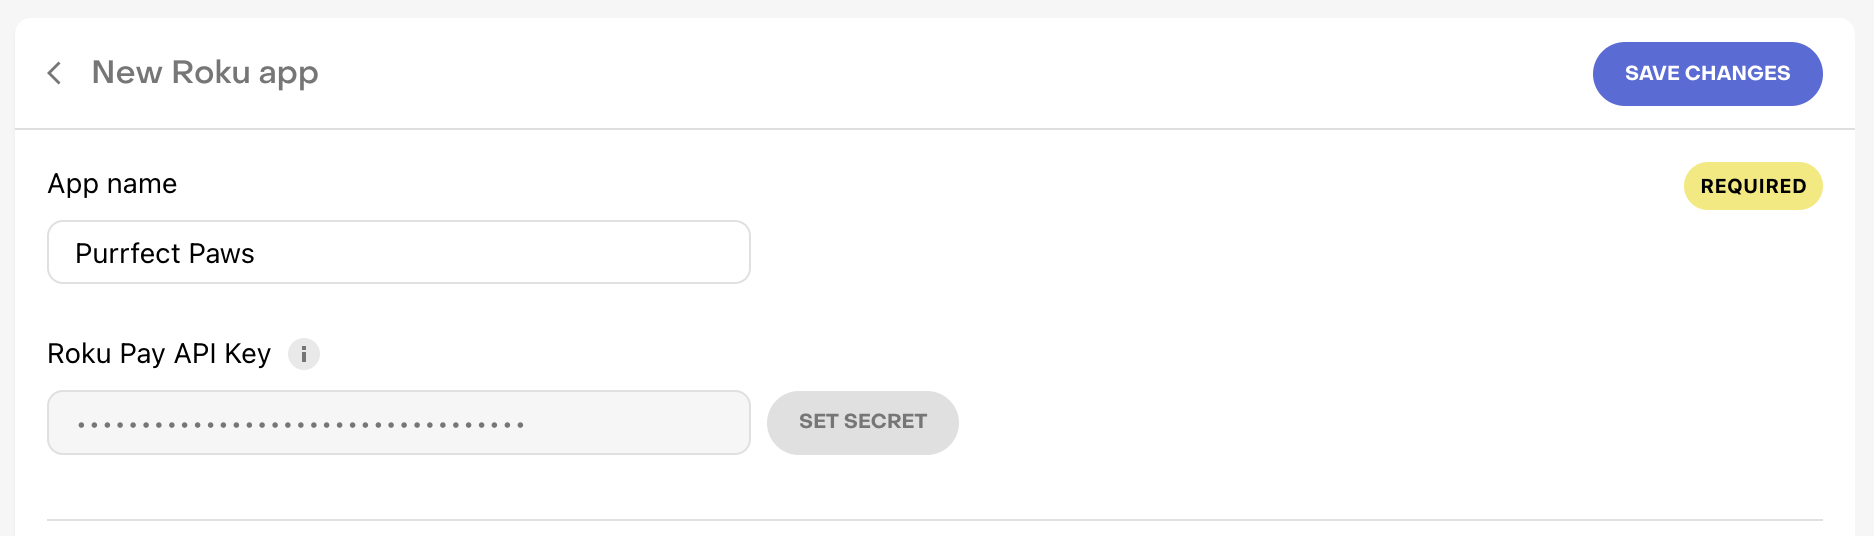 New Roku app
SAVE CHANGES
App name
REQUIRED
Purrfect Paws
Roku Pay API Key
i
•••••••••••••••••••••••••••••••••••
SET SECRET